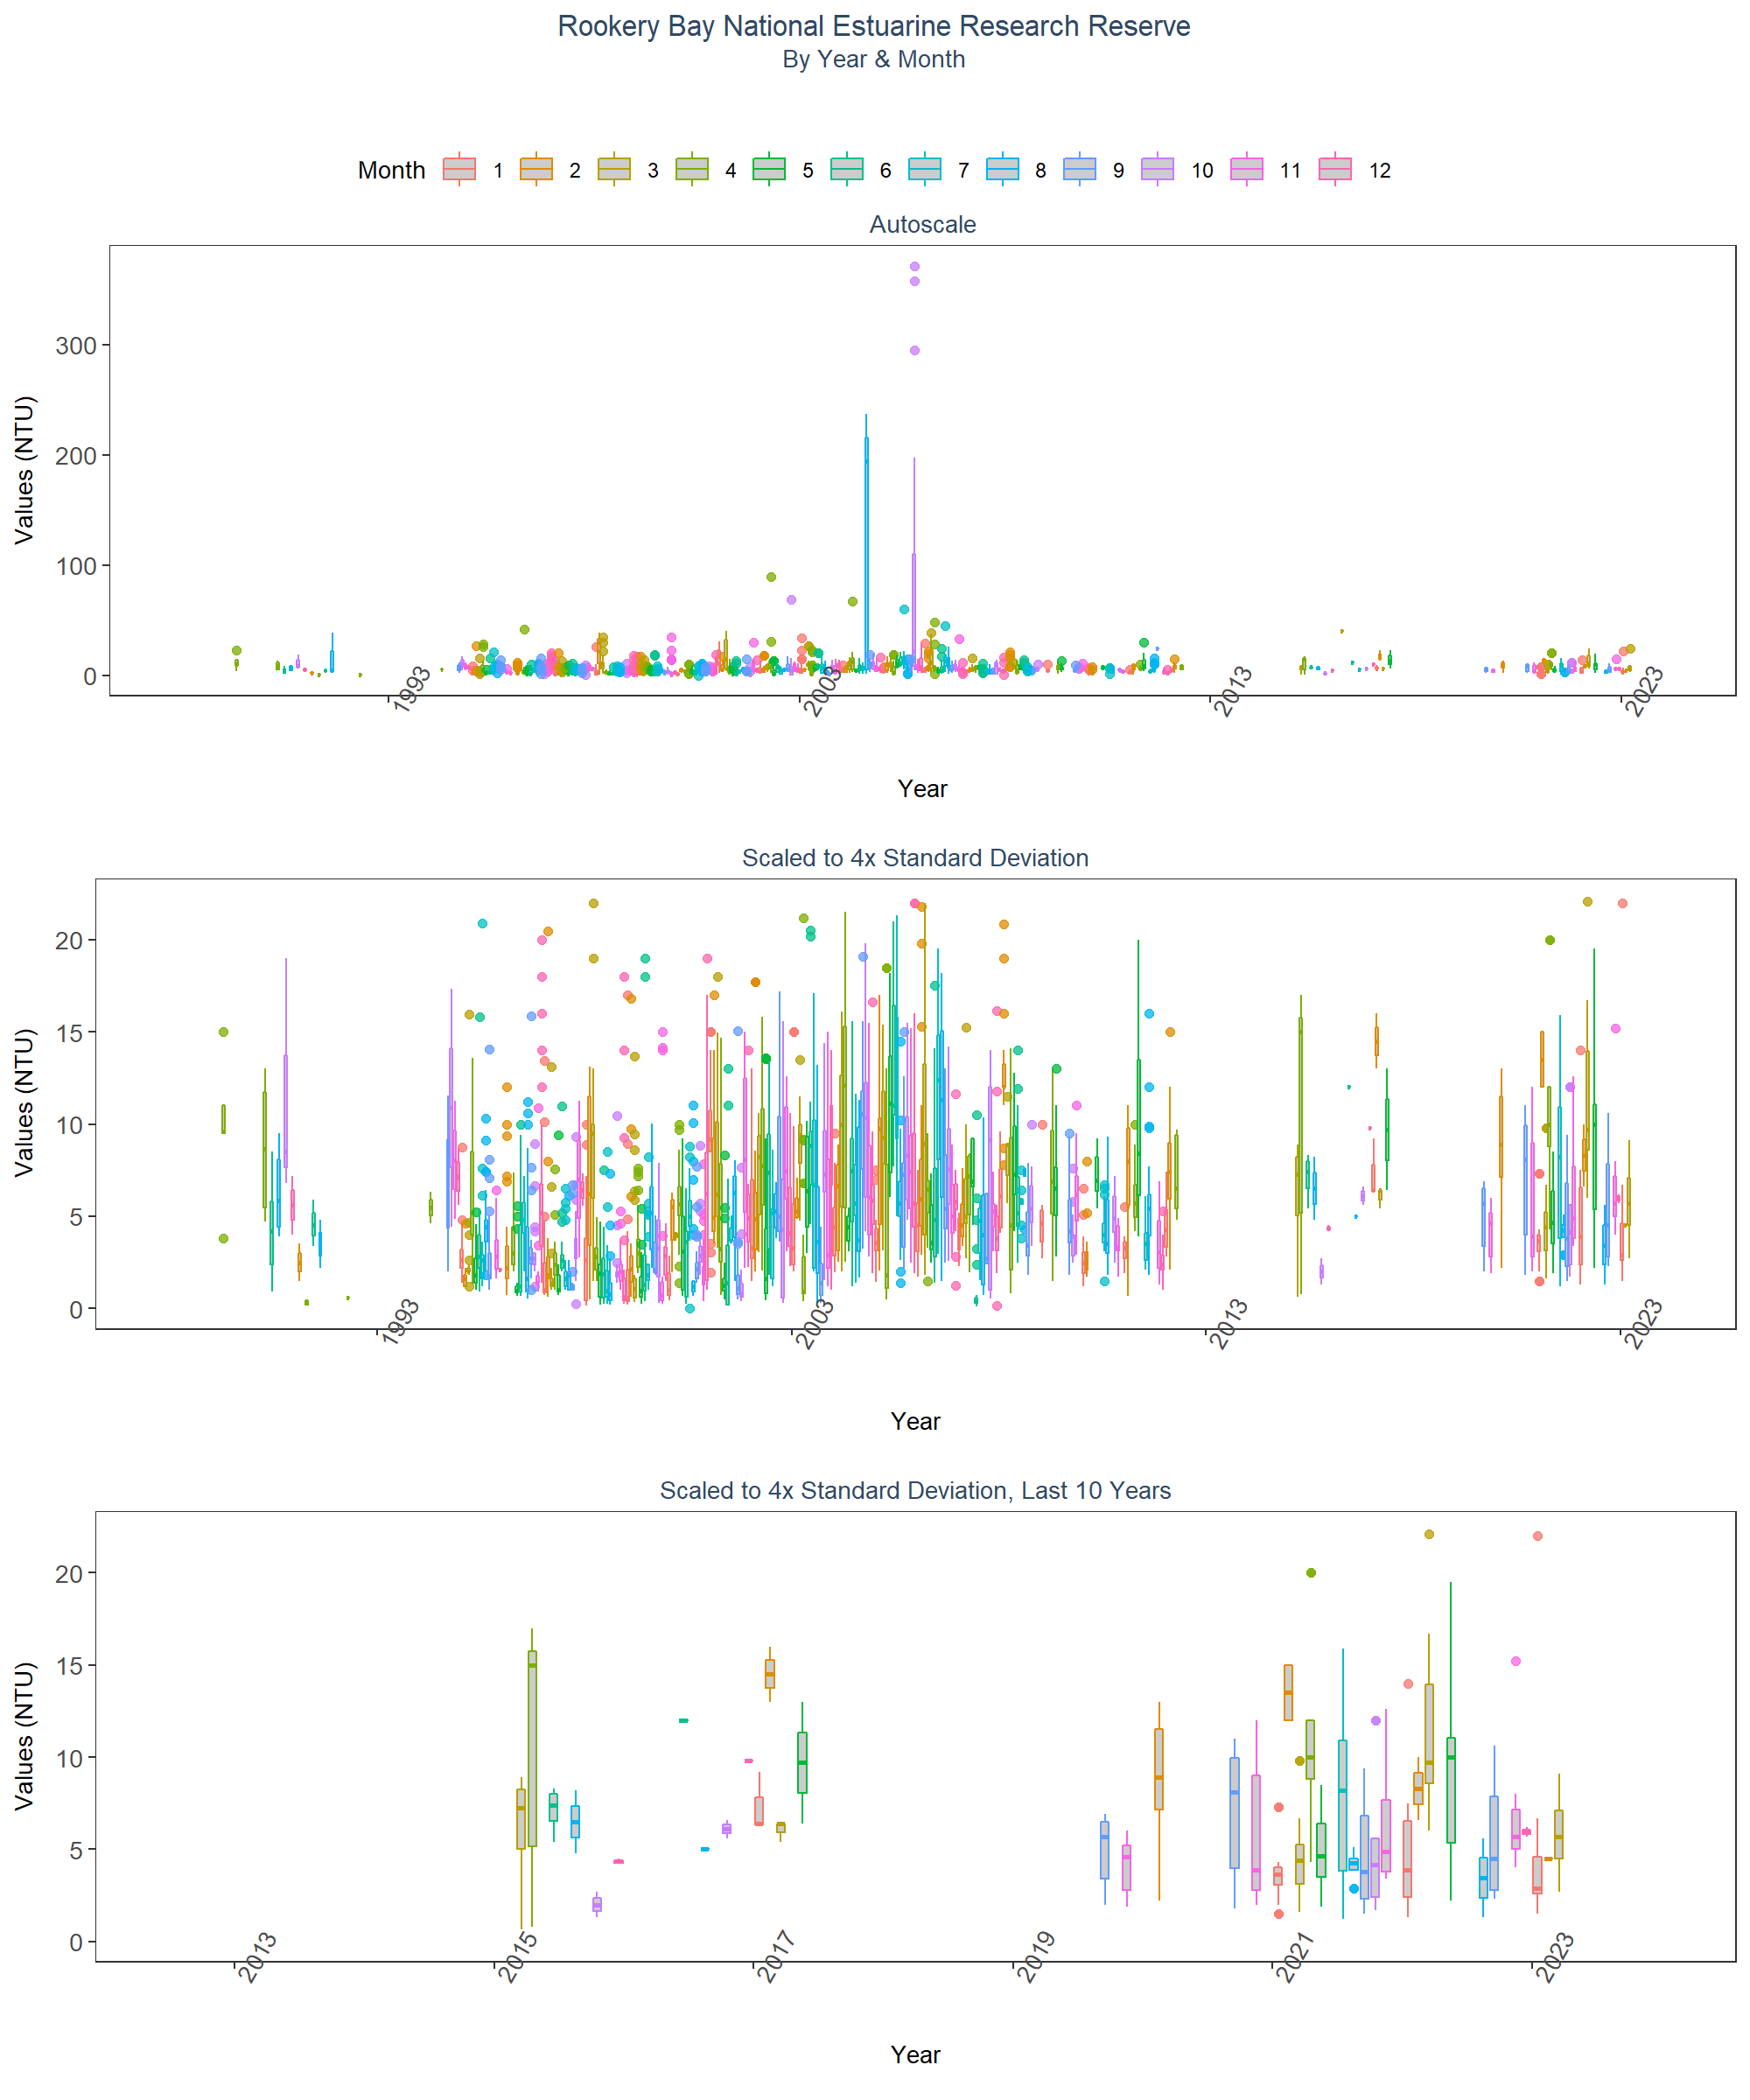 Rookery Bay National Estuarine Research Reserve
By Year & Month
Month 1 2 3 4 5 6 7 8 9 10 11 12
Autoscale
Values (NTU)
300
200
100
0
1993 2003 2013 2023
Year
Scaled to 4x Standard Deviation
Values (NTU)
20
15
10
5
0
1993 2003 2013 2023
Year
Scaled to 4x Standard Deviation, Last 10 Years
Values (NTU)
20
15
10
5
0
2013 2015 2017 2019 2021 2023
Year